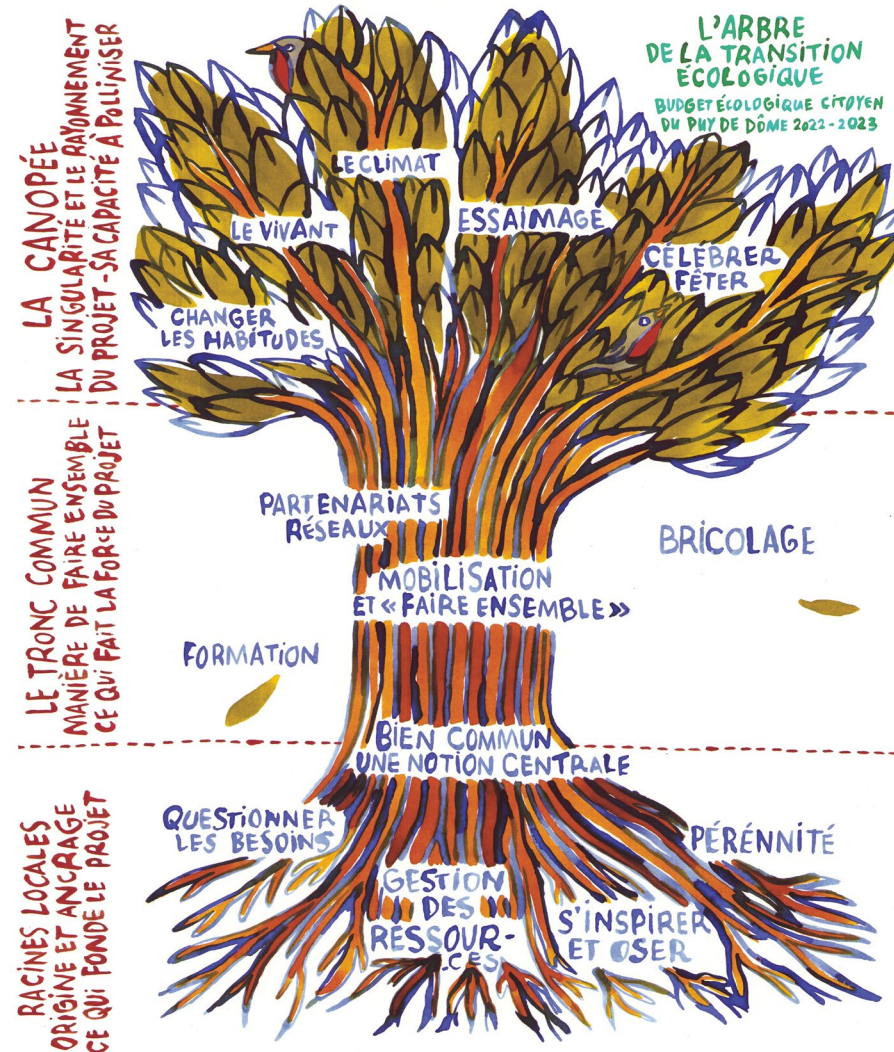 L'ARBRE
DE LA TRANSITION
ÉCOLOGIQUE
BUDGET ÉCOLOGIQUE CITOYEN
DU PUY DE DÔME 2022-2023
LA CANOPÉE
LA SINGULARITÉ ET LE RAYONNEMENT
DU PROJET - SA CAPACITÉ À POLLINISER
LE CLIMAT
LE VIVANT
ESSAIMAGE
CÉLÉBRER
FÊTER
CHANGER
LES HABITUDES
LE TRONC COMMUN
MANIÈRE DE FAIRE ENSEMBLE
CE QUI FAIT LA FORCE DU PROJET
PARTENARIATS
RÉSEAUX
BRICOLAGE
MOBILISATION
ET « FAIRE ENSEMBLE »
FORMATION
BIEN COMMUN
UNE NOTION CENTRALE
RACINES LOCALES
ORIGINE ET ANCRAGE
CE QUI FONDE LE PROJET
QUESTIONNER
LES BESOINS
PÉRÉNNITÉ
GESTION
DES
RESSOUR-
-CES
S'INSPIRER
ET OSER